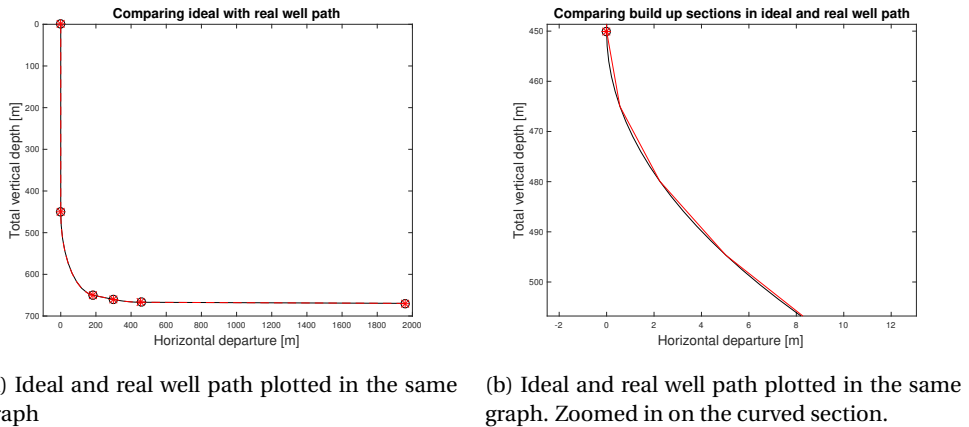 Comparing ideal with real well path
0
100
200
300
400
500
600
700
Total vertical depth [m]
0 200 400 600 800 1000 1200 1400 1600 1800 2000
Horizontal departure [m]
Comparing build up sections in ideal and real well path
450
460
470
480
490
500
Total vertical depth [m]
-2 0 2 4 6 8 10 12
Horizontal departure [m]
) Ideal and real well path plotted in the same
raph
(b) Ideal and real well path plotted in the same
graph. Zoomed in on the curved section.